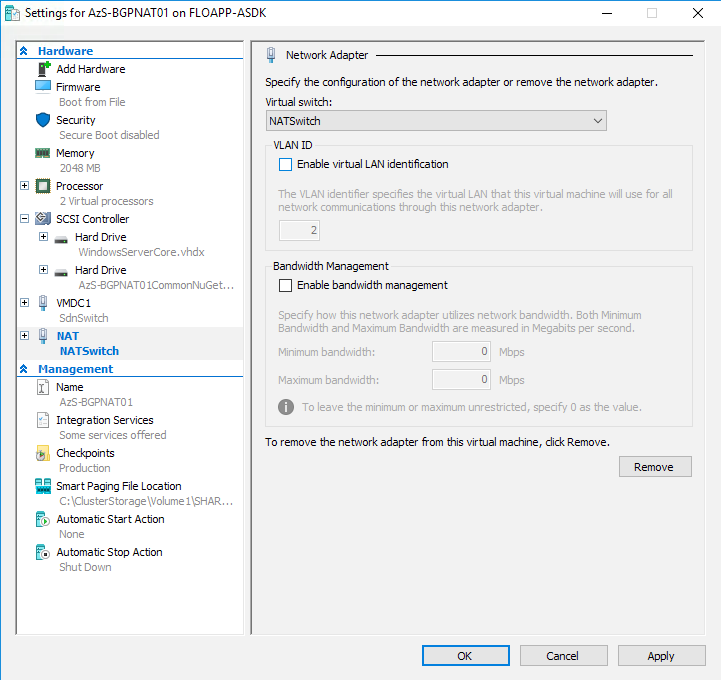 Settings for AzS-BGPNAT01 on FLOAPP-ASDK
Hardware
Add Hardware
Firmware
Boot from File
Security
Secure Boot disabled
Memory
2048 MB
Processor
2 Virtual processors
SCSI Controller
Hard Drive
WindowsServerCore.vhdx
Hard Drive
AzS-BGPNAT01CommonNuGet...
VMDC1
SdnSwitch
NAT
NATSwitch
Management
Name
AzS-BGPNAT01
Integration Services
Some services offered
Checkpoints
Production
Smart Paging File Location
C:\ClusterStorage\Volume1\SHAR...
Automatic Start Action
None
Automatic Stop Action
Shut Down
Network Adapter
Specify the configuration of the network adapter or remove the network adapter.
Virtual switch:
NATSwitch
VLAN ID
Enable virtual LAN identification
The VLAN identifier specifies the virtual LAN that this virtual machine will use for all
network communications through this network adapter.
2
Bandwidth Management
Enable bandwidth management
Specify how this network adapter utilizes network bandwidth. Both Minimum
Bandwidth and Maximum Bandwidth are measured in Megabits per second.
Minimum bandwidth: 0 Mbps
Maximum bandwidth: 0 Mbps
To leave the minimum or maximum unrestricted, specify 0 as the value.
To remove the network adapter from this virtual machine, click Remove.
Remove
OK Cancel Apply